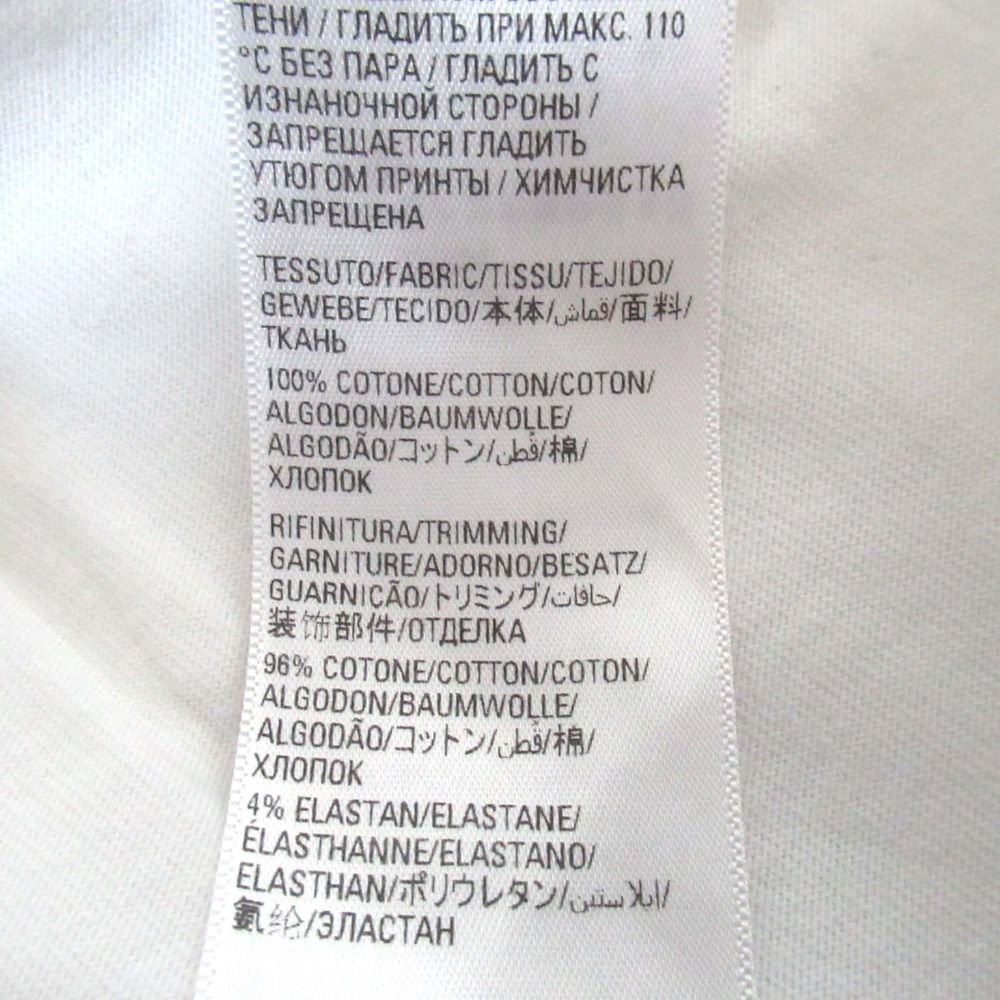 ТЕНИ / ГЛАДИТЬ ПРИ МАКС. 110
°C БЕЗ ПАРА / ГЛАДИТЬ С
ИЗНАНОЧНОЙ СТОРОНЫ /
ЗАПРЕЩАЕТСЯ ГЛАДИТЬ
УТЮГОМ ПРИНТЫ / ХИМЧИСТКА
ЗАПРЕЩЕНА
TESSUTO/FABRIC/TISSU/TEJIDO/
GEWEBE/TECIDO/本体/قماش/面料/
ТКАНЬ
100% COTONE/COTTON/COTON/
ALGODON/BAUMWOLLE/
ALGODÃO/コットン/قطن/棉/
ХЛОПОК
RIFINITURA/TRIMMING/
GARNITURE/ADORNO/BESATZ/
GUARNIÇÃO/トリミング/حافات/
装饰部件/ОТДЕЛКА
96% COTONE/COTTON/COTON/
ALGODON/BAUMWOLLE/
ALGODÃO/コットン/قطن/棉/
ХЛОПОК
4% ELASTAN/ELASTANE/
ÉLASTHANNE/ELASTANO/
ELASTHAN/ポリウレタン/ايلاستين/
氨纶/ЭЛАСТАН